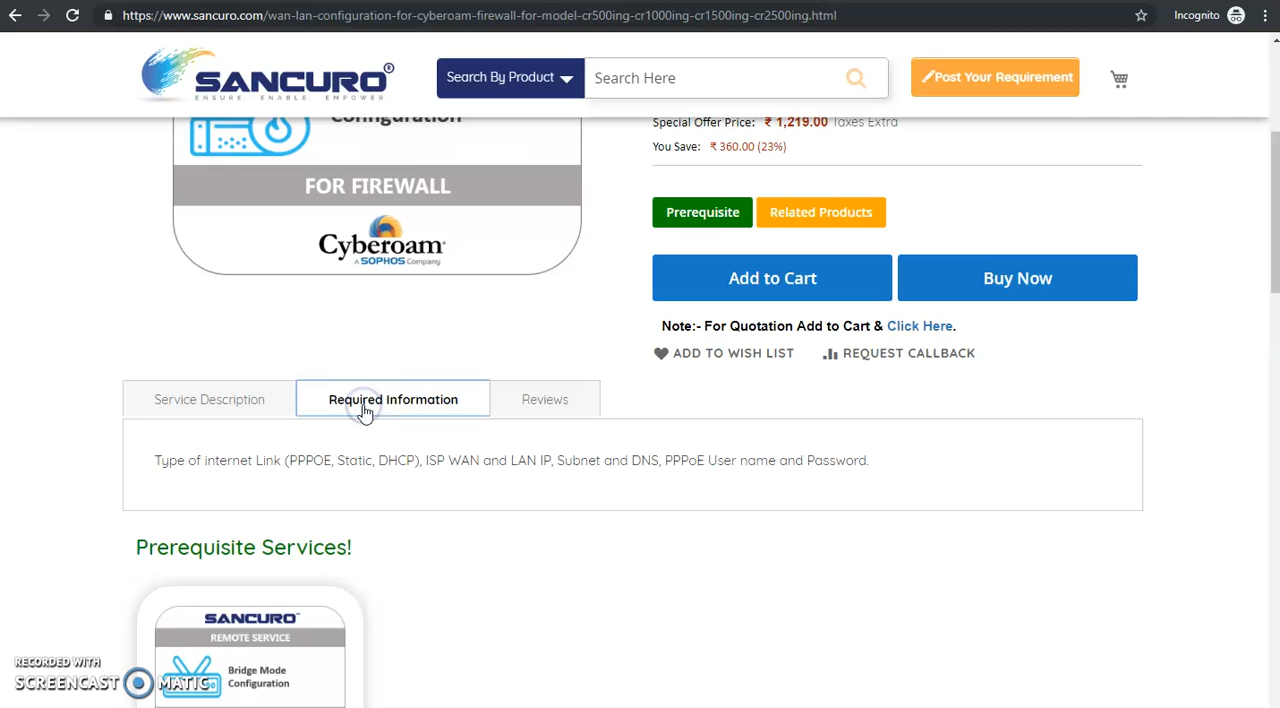 https://www.sancuro.com/wan-lan-configuration-for-cyberoam-firewall-for-model-cr500ing-cr1000ing-cr1500ing-cr2500ing.html
Incognito
SANCURO®
ENSURE. ENABLE. EMPOWER.
Search By Product
Search Here
Post Your Requirement
Configuration
FOR FIREWALL
Cyberoam
A SOPHOS Company
Special Offer Price: ₹ 1,219.00 Taxes Extra
You Save: ₹ 360.00 (23%)
Prerequisite
Related Products
Add to Cart
Buy Now
Note:- For Quotation Add to Cart & Click Here.
ADD TO WISH LIST
REQUEST CALLBACK
Service Description
Required Information
Reviews
Type of internet Link (PPPOE, Static, DHCP), ISP WAN and LAN IP, Subnet and DNS, PPPoE User name and Password.
Prerequisite Services!
SANCURO™
REMOTE SERVICE
Bridge Mode
Configuration
RECORDED WITH
SCREENCAST MATIC